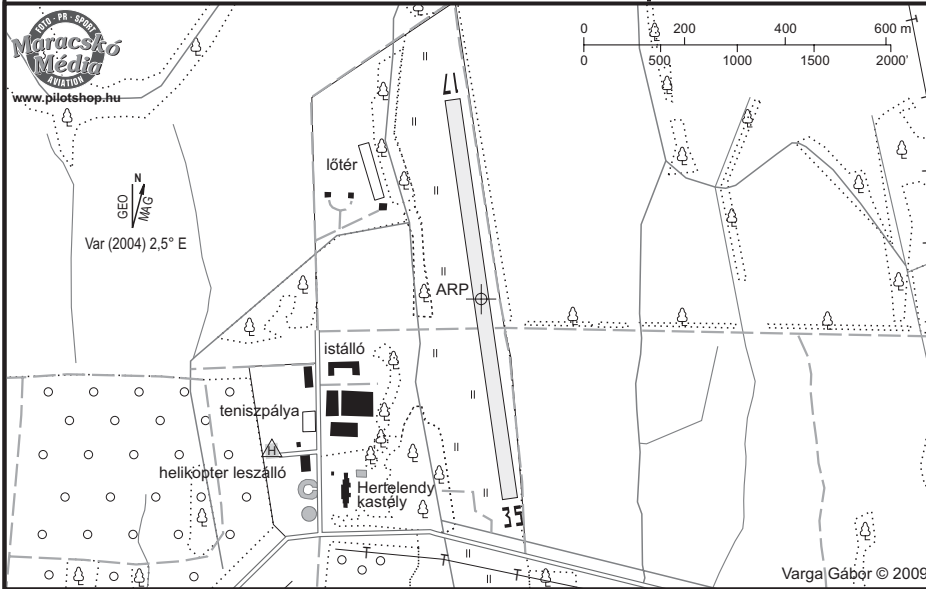 FOTO - PR - SPORT
Maracskó
Média
AVIATION
www.pilotshop.hu
0 200 400 600 m
0 500 1000 1500 2000'
17
lőtér
N
GEO
MAG
Var (2004) 2,5° E
ARP
istálló
teniszpálya
H
helikopter leszálló
Hertelendy
kastély
35
T
T
T
T
Varga Gábor © 2009